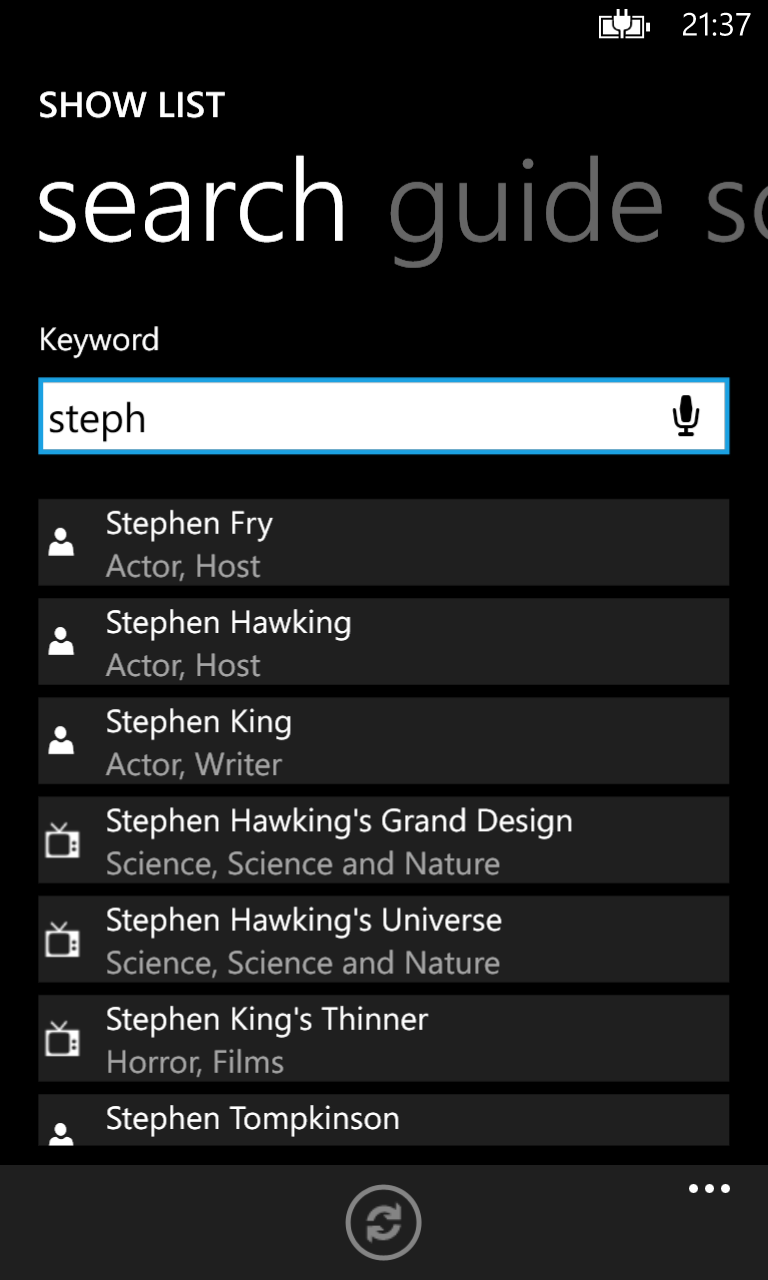 21:37
SHOW LIST
search guide sc
Keyword
steph
Stephen Fry
Actor, Host
Stephen Hawking
Actor, Host
Stephen King
Actor, Writer
Stephen Hawking's Grand Design
Science, Science and Nature
Stephen Hawking's Universe
Science, Science and Nature
Stephen King's Thinner
Horror, Films
Stephen Tompkinson